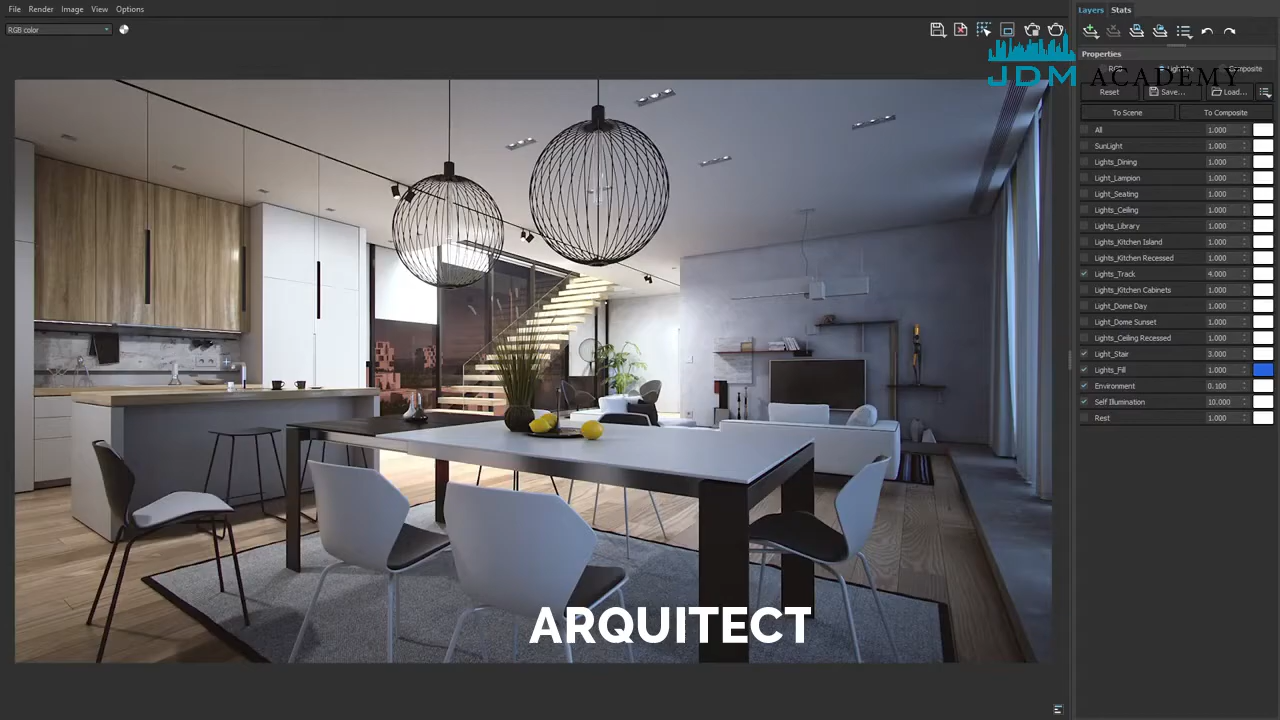 File Render Image View Options
Layers Stats
RGB color
Properties
JDM ACADEMY
Composite
Reset Save... Load...
To Scene To Composite
All 1.000
SunLight 1.000
Lights_Dining 1.000
Light_Lampion 1.000
Light_Seating 1.000
Lights_Ceiling 1.000
Lights_Library 1.000
Lights_Kitchen Island 1.000
Lights_Kitchen Recessed 1.000
Lights_Track 4.000
Lights_Kitchen Cabinets 1.000
Light_Dome Day 1.000
Light_Dome Sunset 1.000
Lights_Ceiling Recessed 1.000
Light_Stair 3.000
Lights_Fill 1.000
Environment 0.100
Self Illumination 10.000
Rest 1.000
ARQUITECT